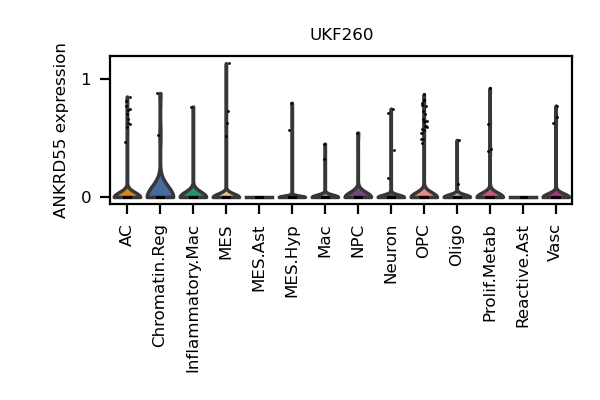 UKF260
ANKRD55 expression
1
0
AC
Chromatin.Reg
Inflammatory.Mac
MES
MES.Ast
MES.Hyp
Mac
NPC
Neuron
OPC
Oligo
Prolif.Metab
Reactive.Ast
Vasc